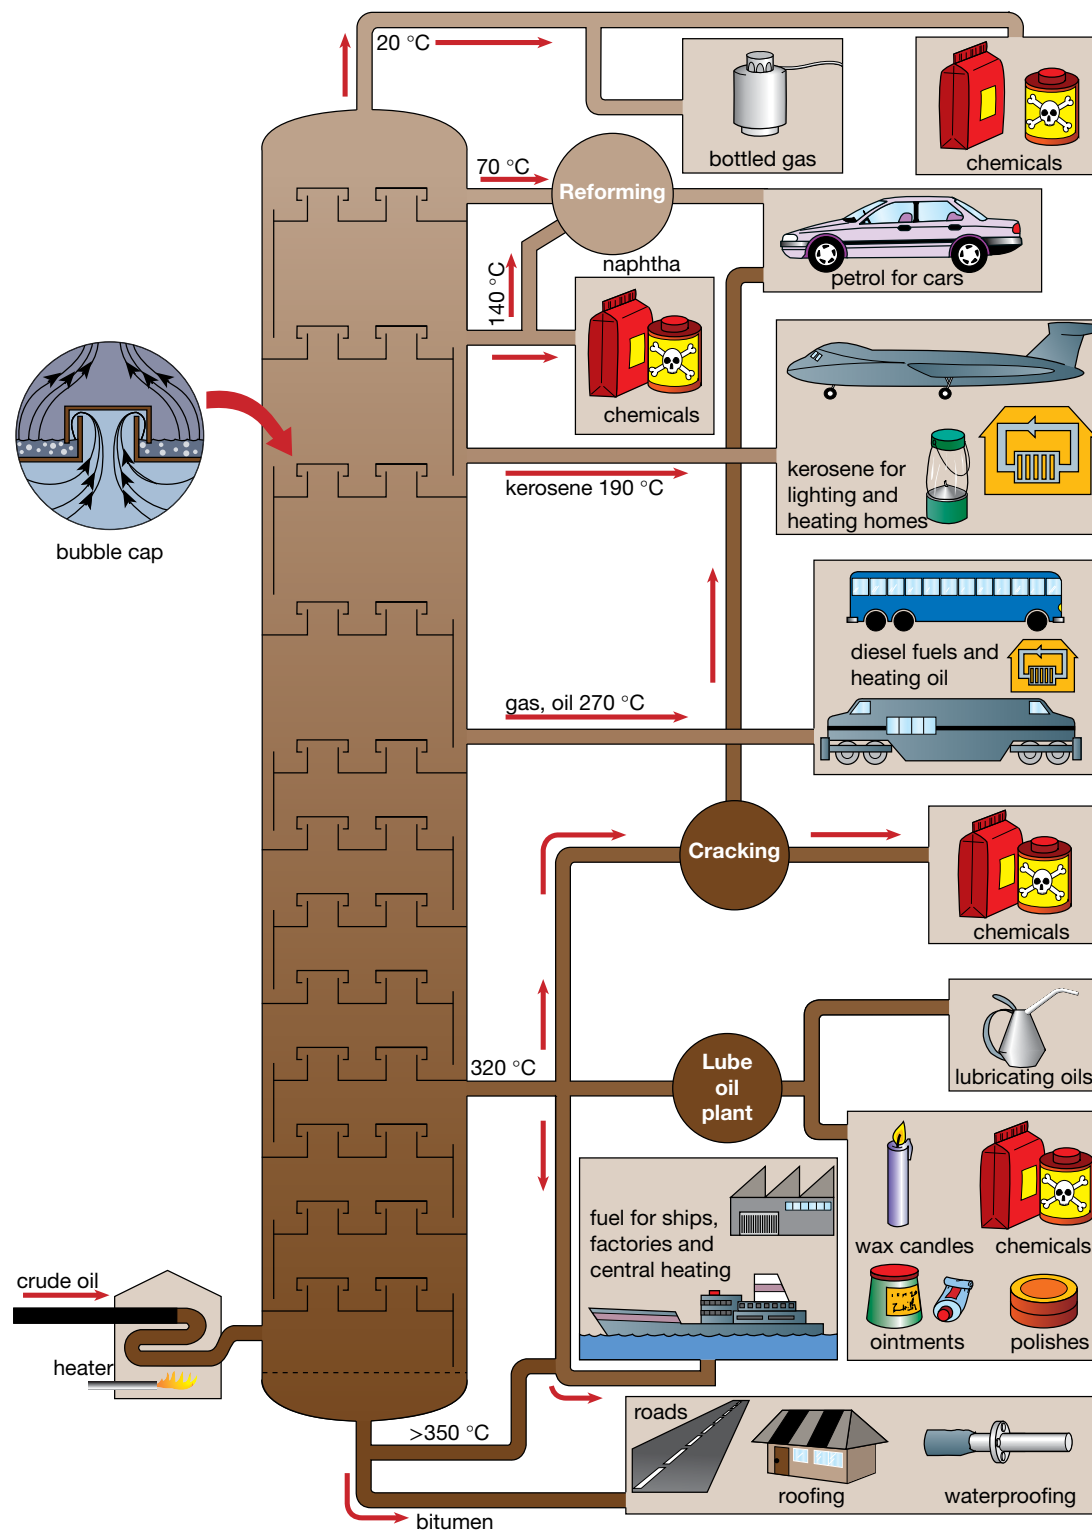 20 °C
bottled gas
chemicals
70 °C
Reforming
naphtha
140 °C
petrol for cars
chemicals
bubble cap
kerosene 190 °C
kerosene for
lighting and
heating homes
diesel fuels and
heating oil
gas, oil 270 °C
Cracking
chemicals
320 °C
Lube
oil
plant
lubricating oils
wax candles
chemicals
ointments
polishes
fuel for ships,
factories and
central heating
crude oil
heater
>350 °C
bitumen
roads
roofing
waterproofing